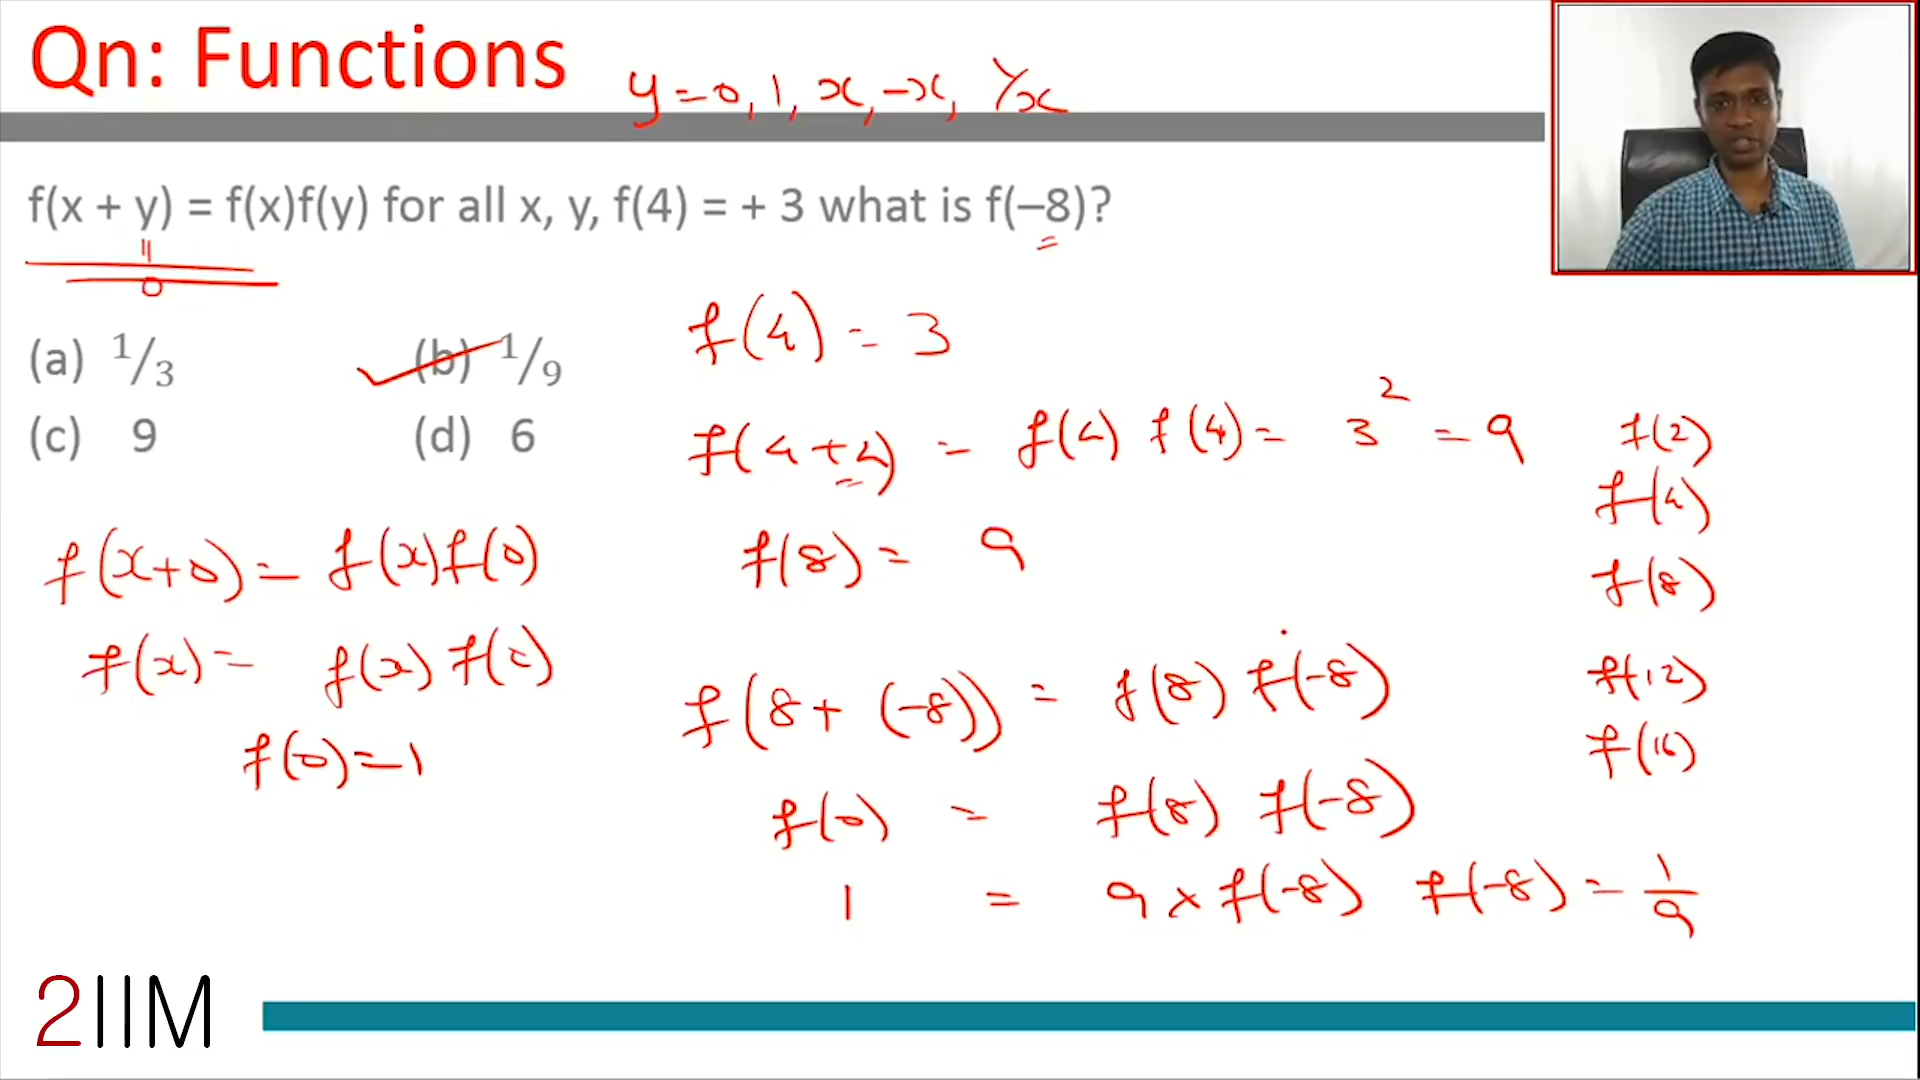 Qn: Functions
y = 0, 1, x, -x, 1/x
f(x + y) = f(x)f(y) for all x, y, f(4) = + 3 what is f(–8)?
=
||
0
(a) 1/3 (b) 1/9
(c) 9 (d) 6
f(4) = 3
f(4+4) = f(4) f(4) = 3² = 9
f(8) = 9
f(x+0) = f(x)f(0)
f(x) = f(x) f(0)
f(0) = 1
f(8+(-8)) = f(8) f(-8)
f(0) = f(8) f(-8)
1 = 9 x f(-8) f(-8) = 1/9
f(2)
f(4)
f(8)
f(12)
f(16)
2IIM